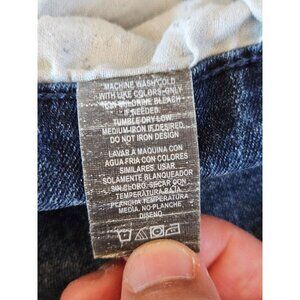 MACHINE WASH COLD
WITH LIKE COLORS-ONLY
NON-CHLORINE BLEACH
IF NEEDED.
TUMBLE DRY LOW.
MEDIUM IRON IF DESIRED.
DO NOT IRON DESIGN
LAVAR A MAQUINA CON
AGUA FRIA CON COLORES
SIMILARES. USAR
SOLAMENTE BLANQUEADOR
SIN CLORO. SECAR CON
TEMPERATURA BAJA.
PLANCHA TEMPERATURA
MEDIA. NO PLANCHAR
DISENO